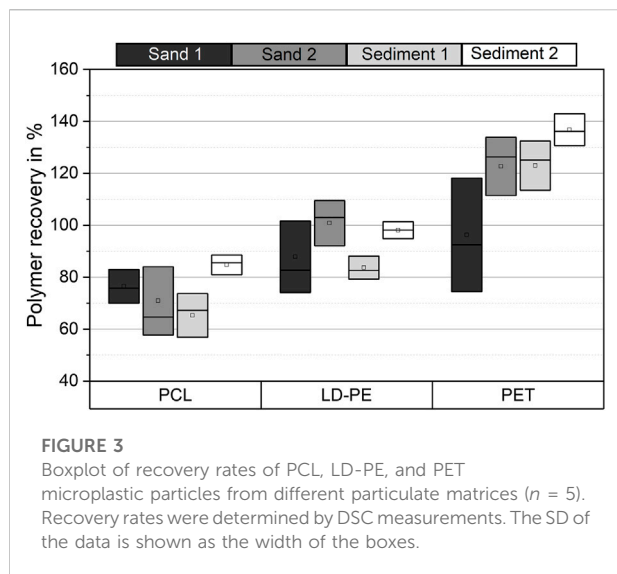 Sand 1 Sand 2 Sediment 1 Sediment 2
160
140
120
100
80
60
40
Polymer recovery in %
PCL LD-PE PET
FIGURE 3
Boxplot of recovery rates of PCL, LD-PE, and PET
microplastic particles from different particulate matrices (n = 5).
Recovery rates were determined by DSC measurements. The SD of
the data is shown as the width of the boxes.